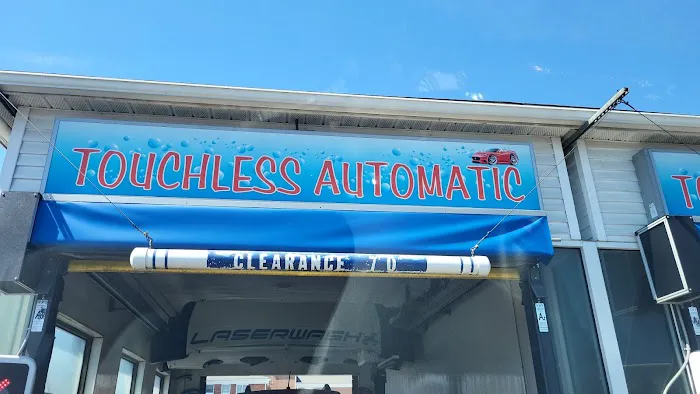 TOUCHLESS AUTOMATIC
CLEARANCE 7 0
LASERWASH